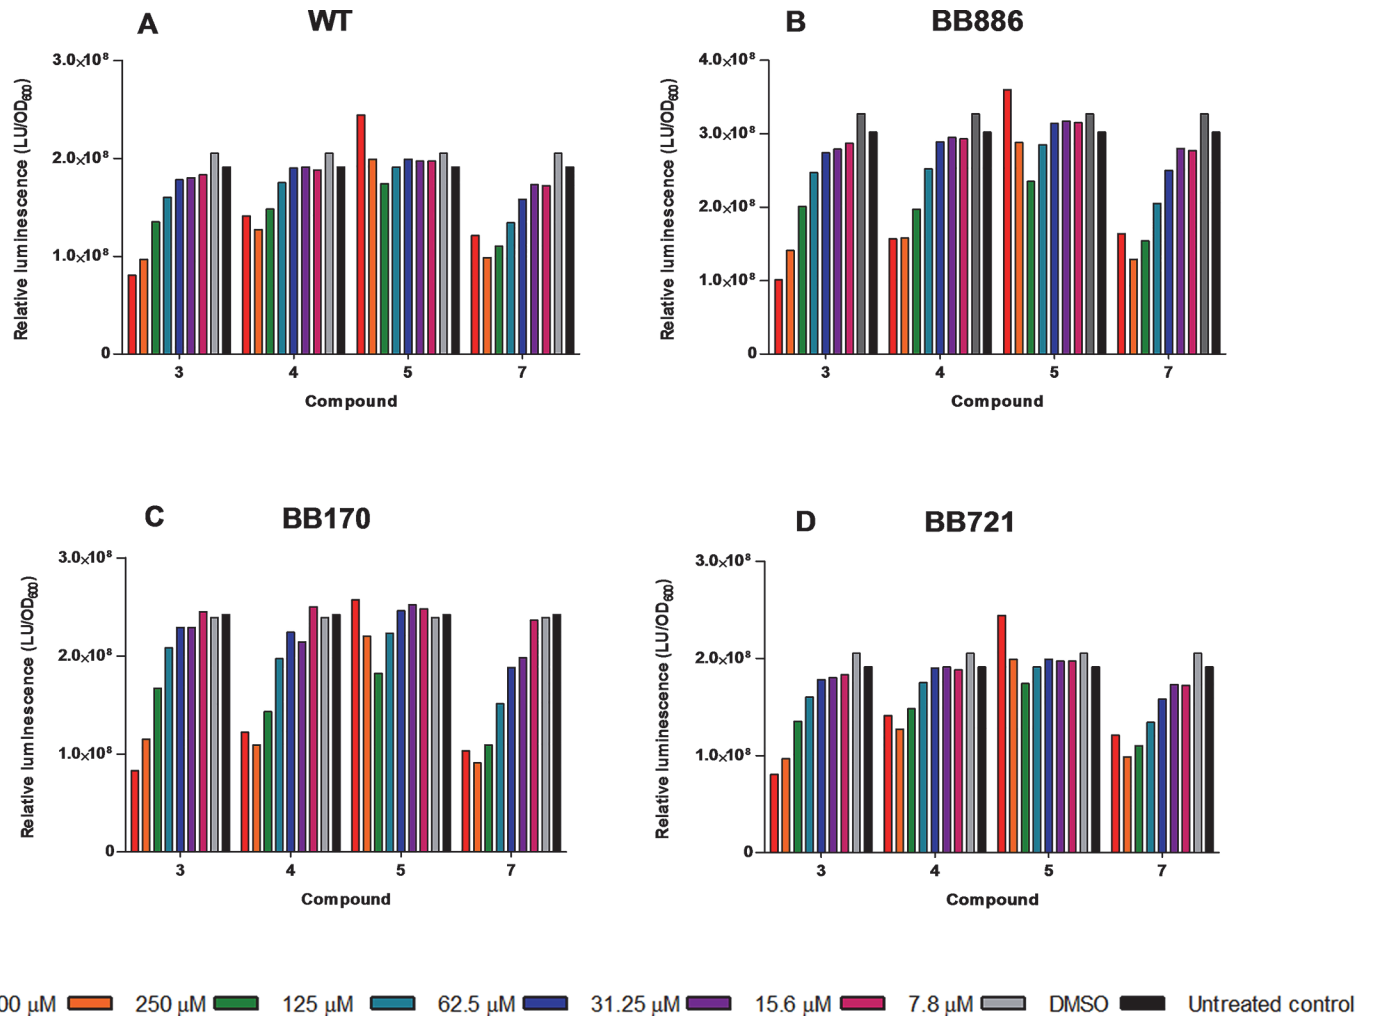 A WT
Relative luminescence (LU/OD600)
3.0×10⁸
2.0×10⁸
1.0×10⁸
0
3 4 5 7
Compound
B BB886
Relative luminescence (LU/OD600)
4.0×10⁸
3.0×10⁸
2.0×10⁸
1.0×10⁸
0
3 4 5 7
Compound
C BB170
Relative luminescence (LU/OD600)
3.0×10⁸
2.0×10⁸
1.0×10⁸
0
3 4 5 7
Compound
D BB721
Relative luminescence (LU/OD600)
3.0×10⁸
2.0×10⁸
1.0×10⁸
0
3 4 5 7
Compound
00 µM 250 µM 125 µM 62.5 µM 31.25 µM 15.6 µM 7.8 µM DMSO Untreated control